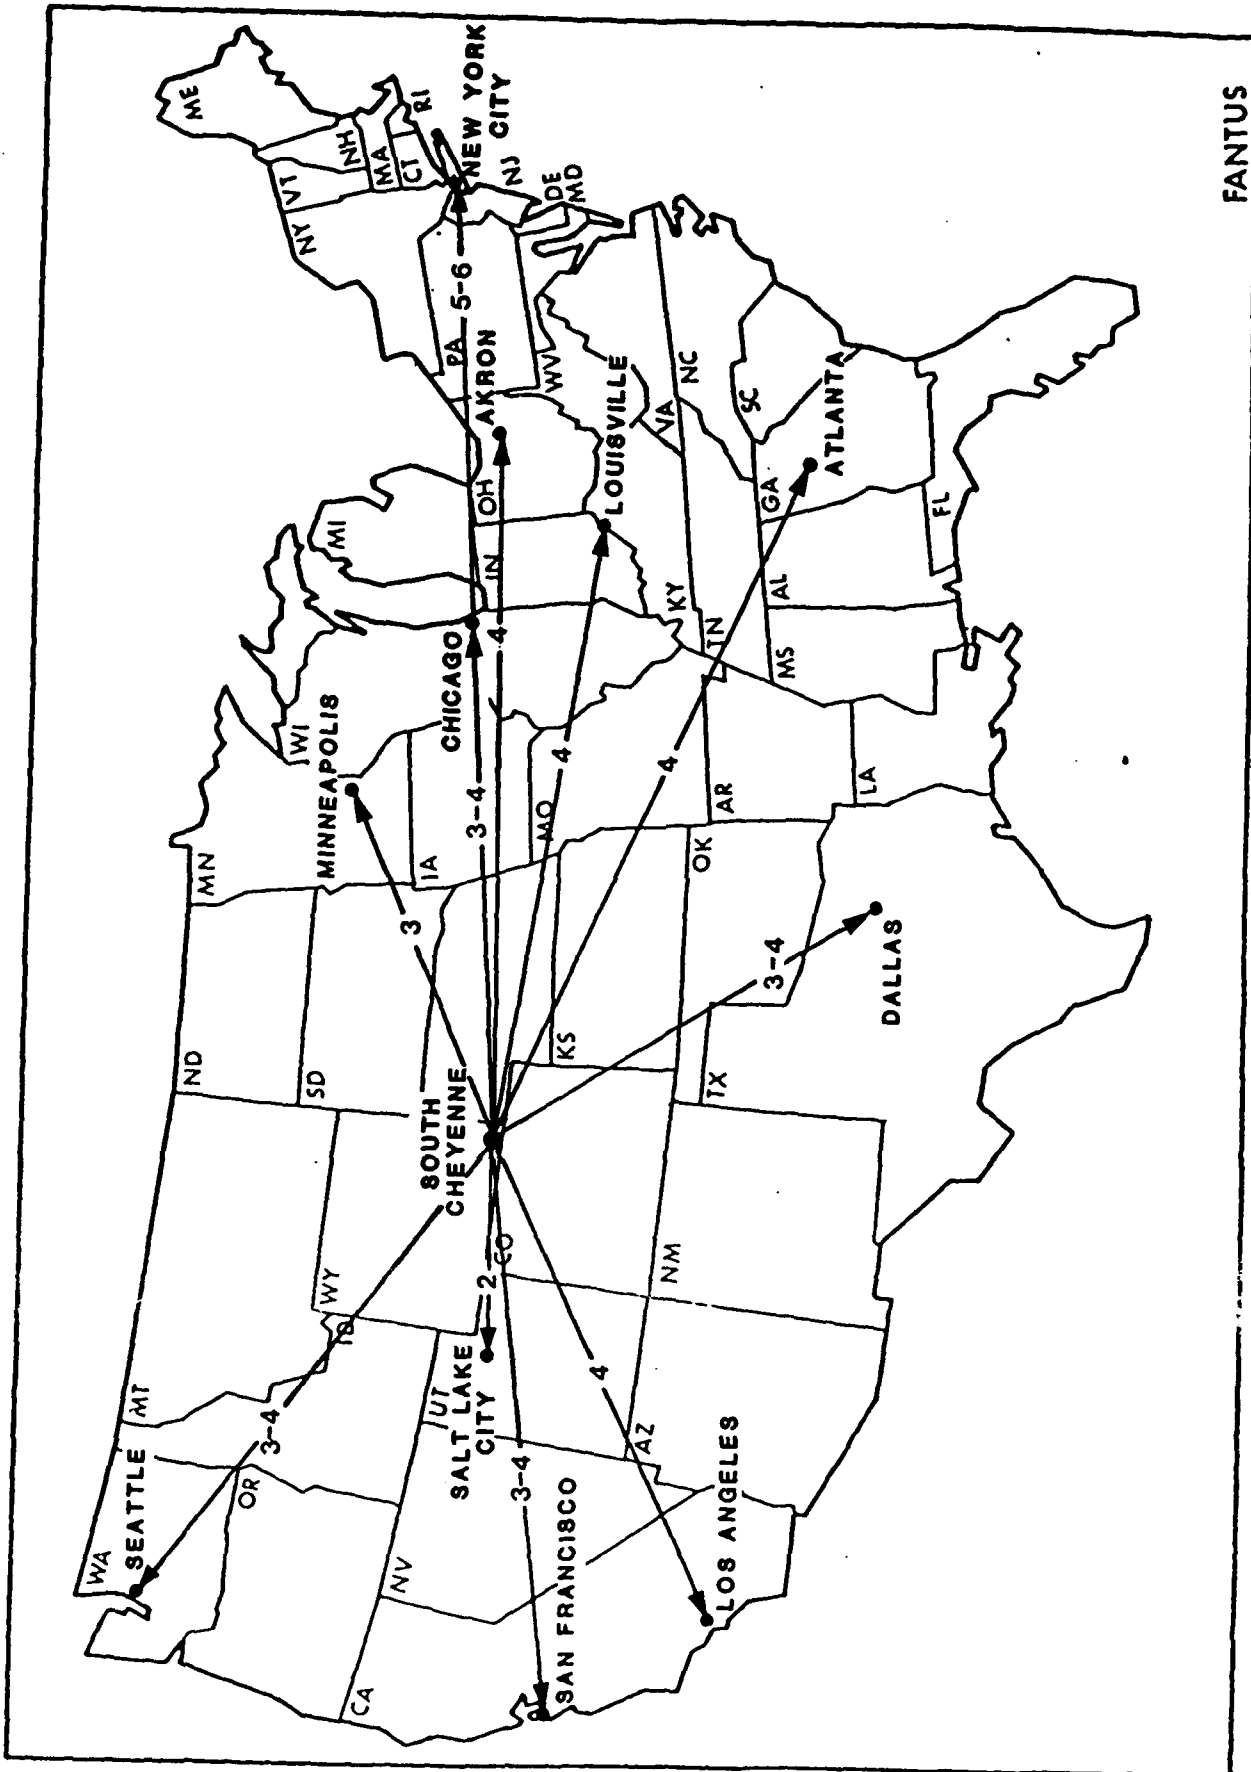 WA
SEATTLE
MT
ND
MN
MINNEAPOLIS
WI
MI
NY
VT
ME
NH
MA
CT
RI
NEW YORK
CITY
NJ
DE
MD
OR
3-4
ID
WY
SD
3
IA
CHICAGO
3-4
IN
OH
PA
5-6
AKRON
WV
SOUTH
CHEYENNE
SALT LAKE
CITY
UT
2
CO
4
MO
4
LOUISVILLE
CA
NV
3-4
SAN FRANCISCO
4
KS
4
KY
TN
VA
NC
SC
AZ
NM
TX
OK
AR
MS
AL
GA
ATLANTA
LOS ANGELES
3-4
DALLAS
LA
FL
FANTUS